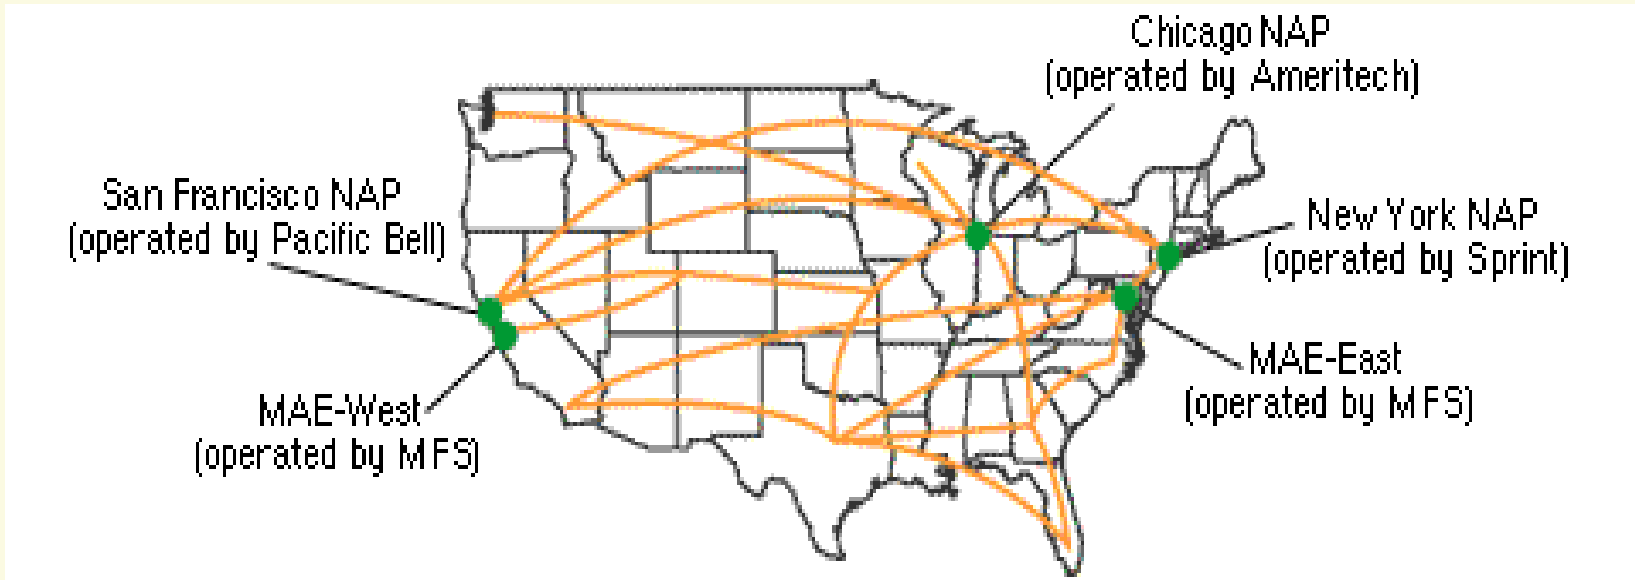 Chicago NAP
(operated by Ameritech)
San Francisco NAP
(operated by Pacific Bell)
New York NAP
(operated by Sprint)
MAE-East
(operated by MFS)
MAE-West
(operated by MFS)